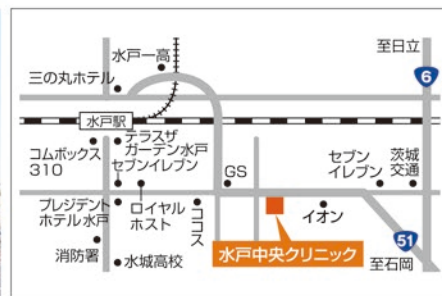 水戸一高
至日立
三の丸ホテル
6
水戸駅
コムボックス
310
テラスザ
ガーデン水戸
セブンイレブン
GS
セブン
イレブン
茨城
交通
プレジデント
ホテル水戸
ロイヤル
ホスト
ココス
イオン
消防署
水城高校
水戸中央クリニック
51
至石岡